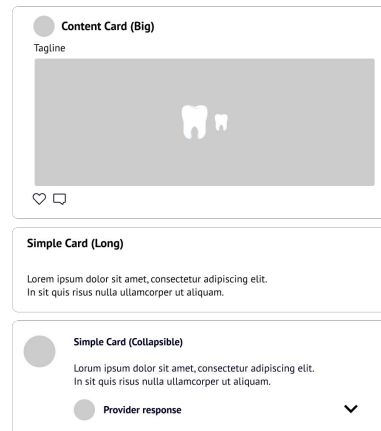 Content Card (Big)
Tagline
Simple Card (Long)
Lorem ipsum dolor sit amet, consectetur adipiscing elit.
In sit quis risus nulla ullamcorper ut aliquam.
Simple Card (Collapsible)
Lorum ipsum dolor sit amet, consectetur adipiscing elit.
In sit quis risus nulla ullamcorper ut aliquam.
Provider response